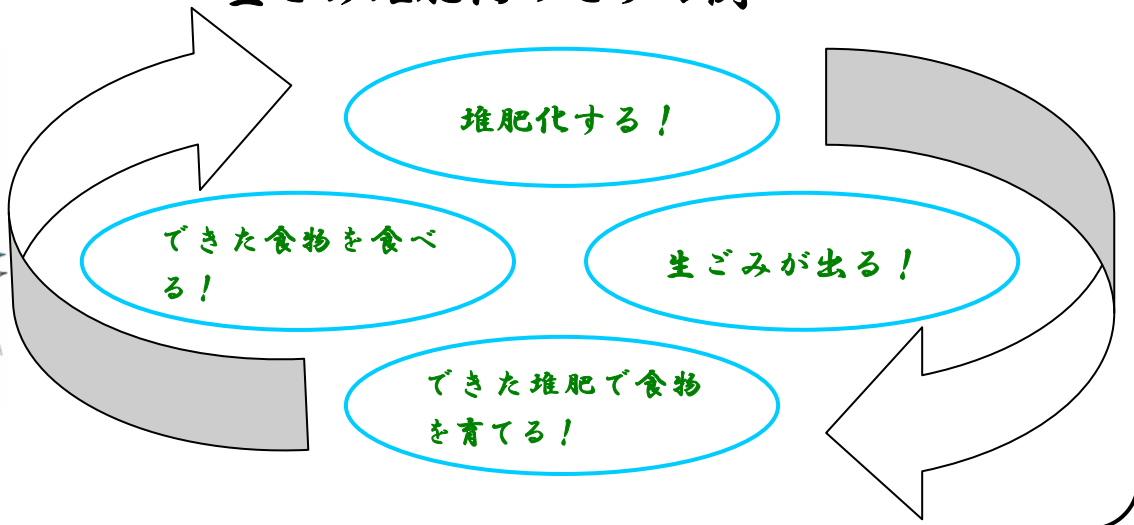 堆肥化する！
できた食物を食べ
る！
生ごみが出る！
できた堆肥で食物
を育てる！